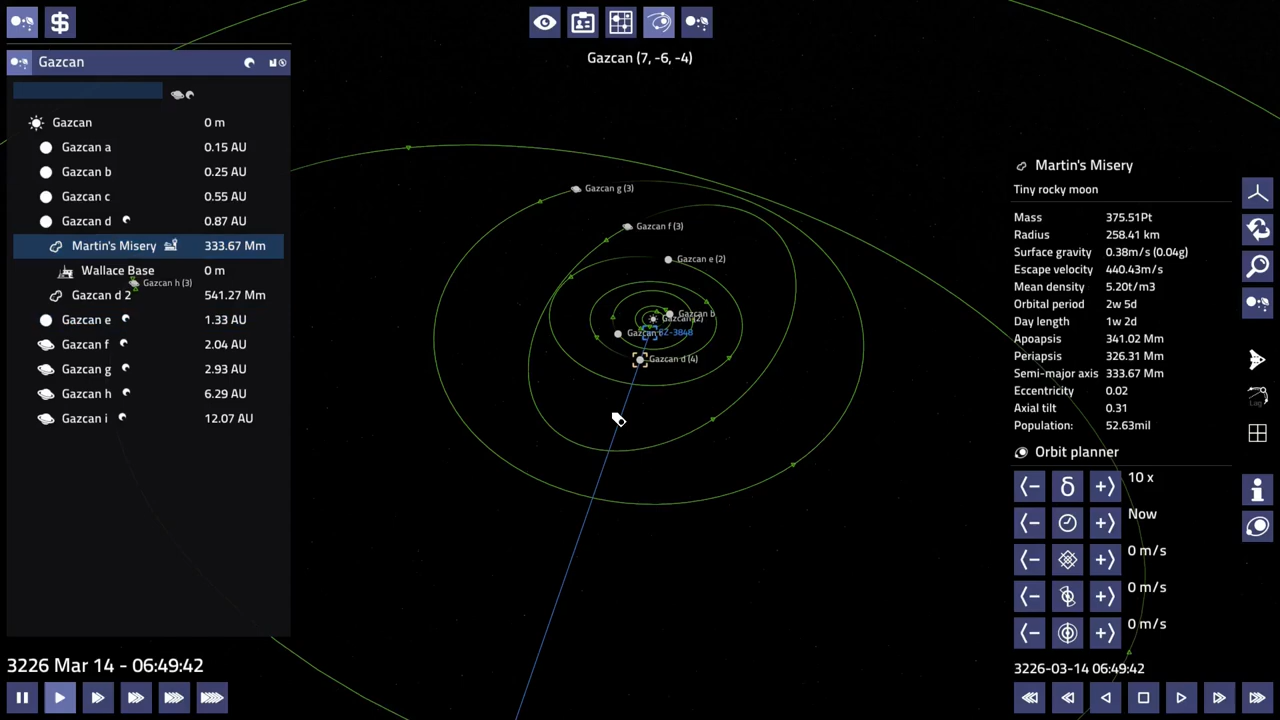 Gazcan
Gazcan (7, -6, -4)
Gazcan 0 m
Gazcan a 0.15 AU
Gazcan b 0.25 AU
Gazcan c 0.55 AU
Gazcan d 0.87 AU
Martin's Misery 333.67 Mm
Wallace Base 0 m
Gazcan h (3)
Gazcan d 2 541.27 Mm
Gazcan e 1.33 AU
Gazcan f 2.04 AU
Gazcan g 2.93 AU
Gazcan h 6.29 AU
Gazcan i 12.07 AU
Gazcan g (3)
Gazcan f (3)
Gazcan e (2)
Gazcan b
Gazcan
62-3848
Gazcan d (4)
Martin's Misery
Tiny rocky moon
Mass 375.51Pt
Radius 258.41 km
Surface gravity 0.38m/s (0.04g)
Escape velocity 440.43m/s
Mean density 5.20t/m3
Orbital period 2w 5d
Day length 1w 2d
Apoapsis 341.02 Mm
Periapsis 326.31 Mm
Semi-major axis 333.67 Mm
Eccentricity 0.02
Axial tilt 0.31
Population: 52.63mil
Lag
Orbit planner
δ 10 x
Now
0 m/s
0 m/s
0 m/s
3226-03-14 06:49:42
3226 Mar 14 - 06:49:42